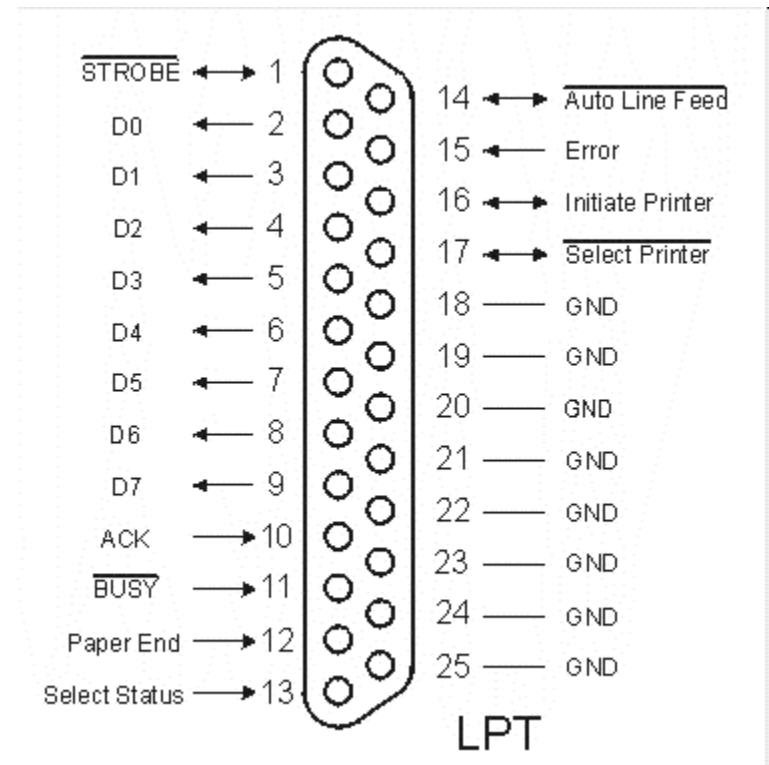 STROBE 1
D0 2
D1 3
D2 4
D3 5
D4 6
D5 7
D6 8
D7 9
ACK 10
BUSY 11
Paper End 12
Select Status 13
14 Auto Line Feed
15 Error
16 Initiate Printer
17 Select Printer
18 GND
19 GND
20 GND
21 GND
22 GND
23 GND
24 GND
25 GND
LPT